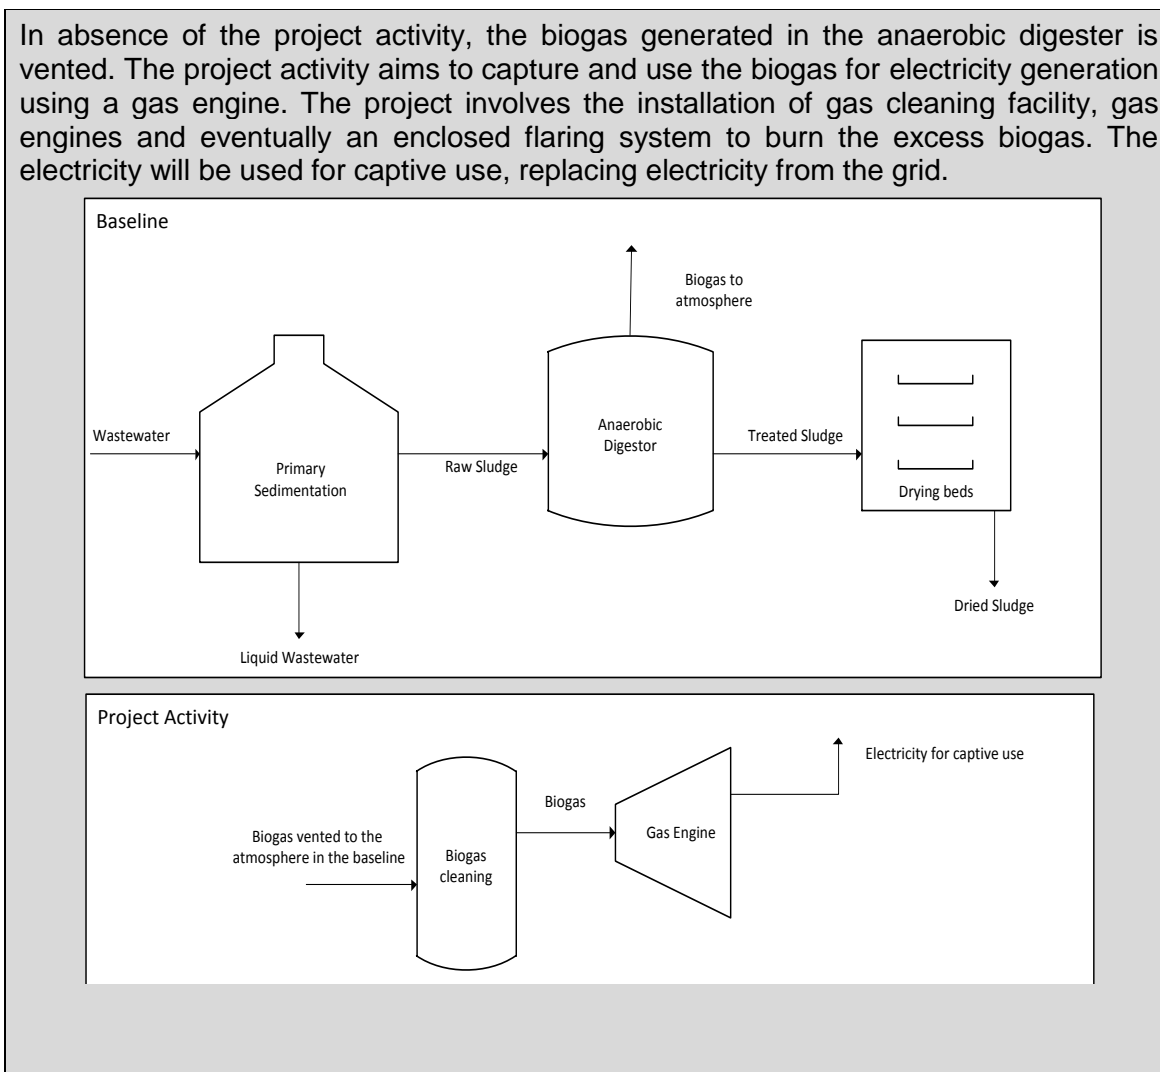 In absence of the project activity, the biogas generated in the anaerobic digester is
vented. The project activity aims to capture and use the biogas for electricity generation
using a gas engine. The project involves the installation of gas cleaning facility, gas
engines and eventually an enclosed flaring system to burn the excess biogas. The
electricity will be used for captive use, replacing electricity from the grid.
Baseline
Biogas to
atmosphere
Wastewater
Primary
Sedimentation
Raw Sludge
Anaerobic
Digestor
Treated Sludge
Drying beds
Dried Sludge
Liquid Wastewater
Project Activity
Electricity for captive use
Biogas
Gas Engine
Biogas vented to the
atmosphere in the baseline
Biogas
cleaning